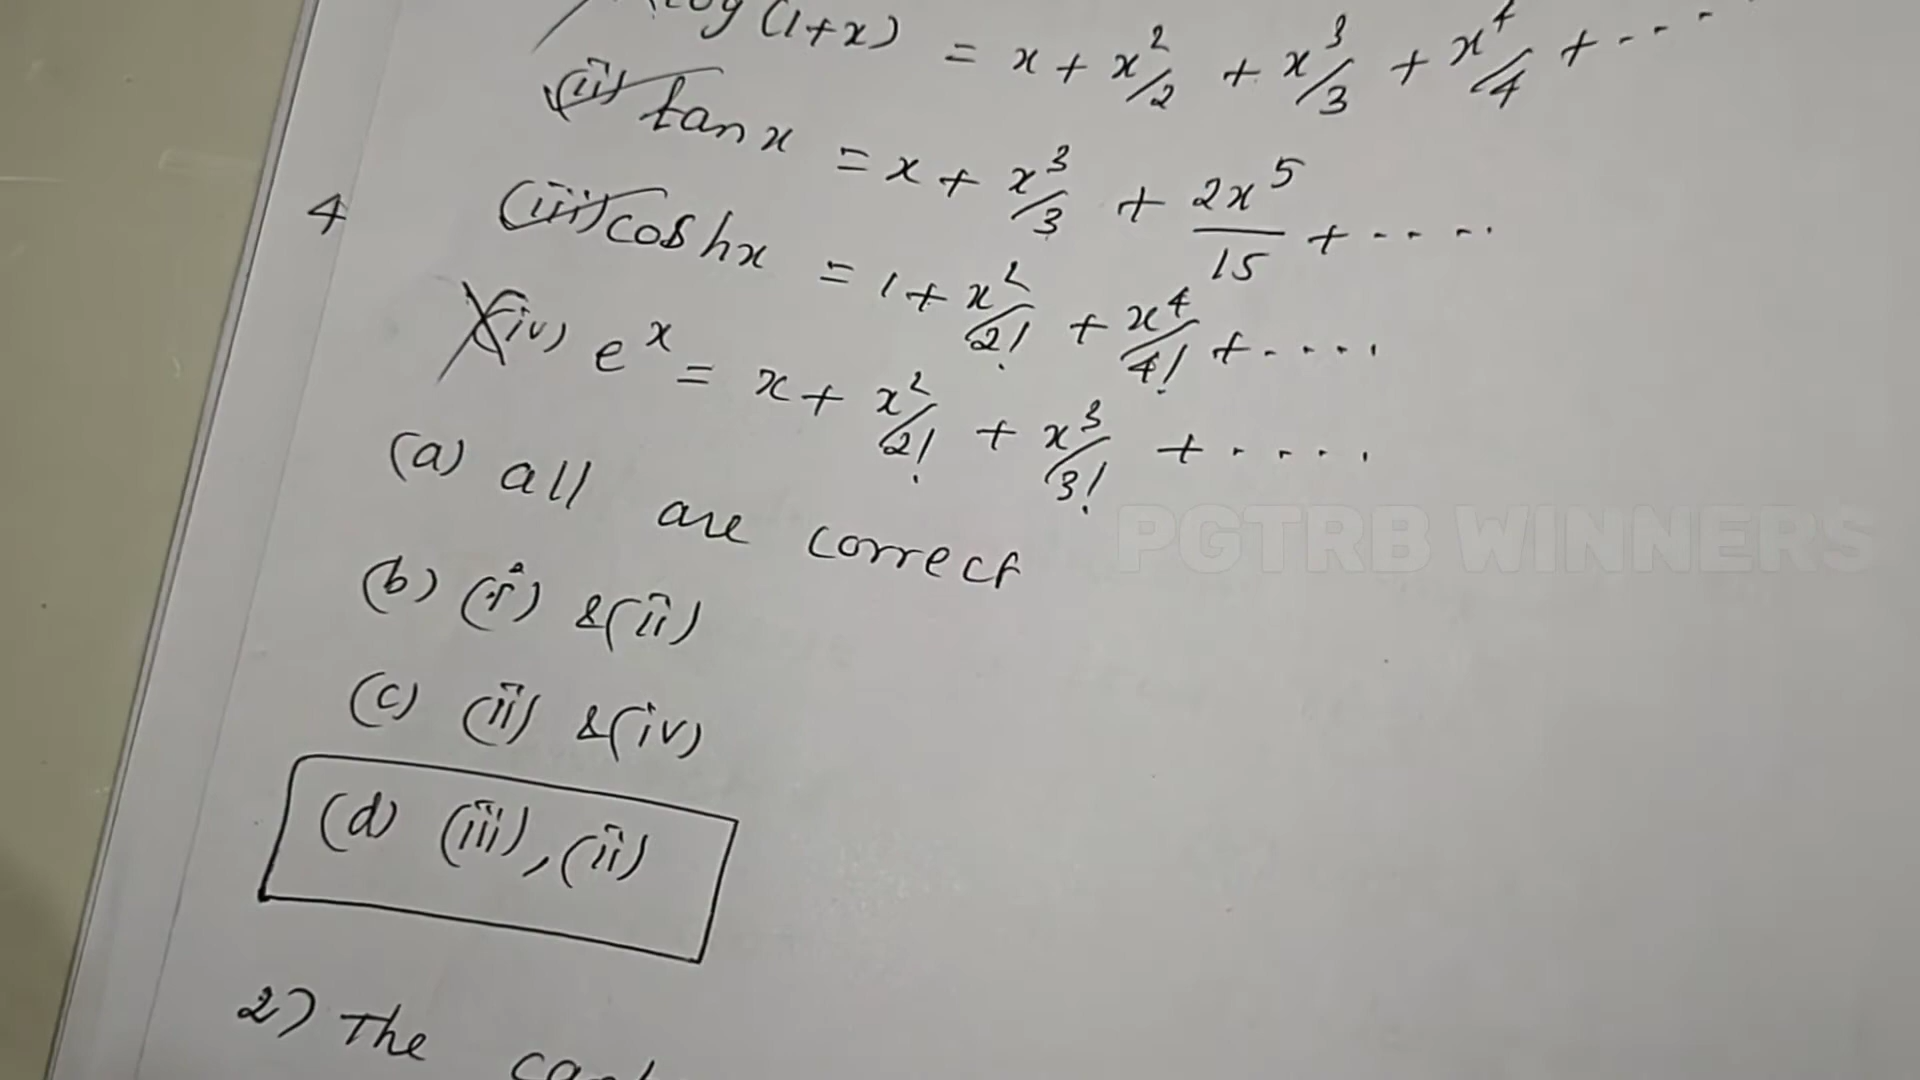 log (1+x) = x + x²/2 + x³/3 + x⁴/4 + ....
(ii) tan x = x + x³/3 + 2x⁵/15 + ....
4
(iii) cos hx = 1 + x²/2! + x⁴/4! + ....
(iv) eˣ = x + x²/2! + x³/3! + ....
(a) all are correct
PGTRB WINNERS
(b) (i) &(ii)
(c) (ii) &(iv)
(d) (iii), (ii)
2) The